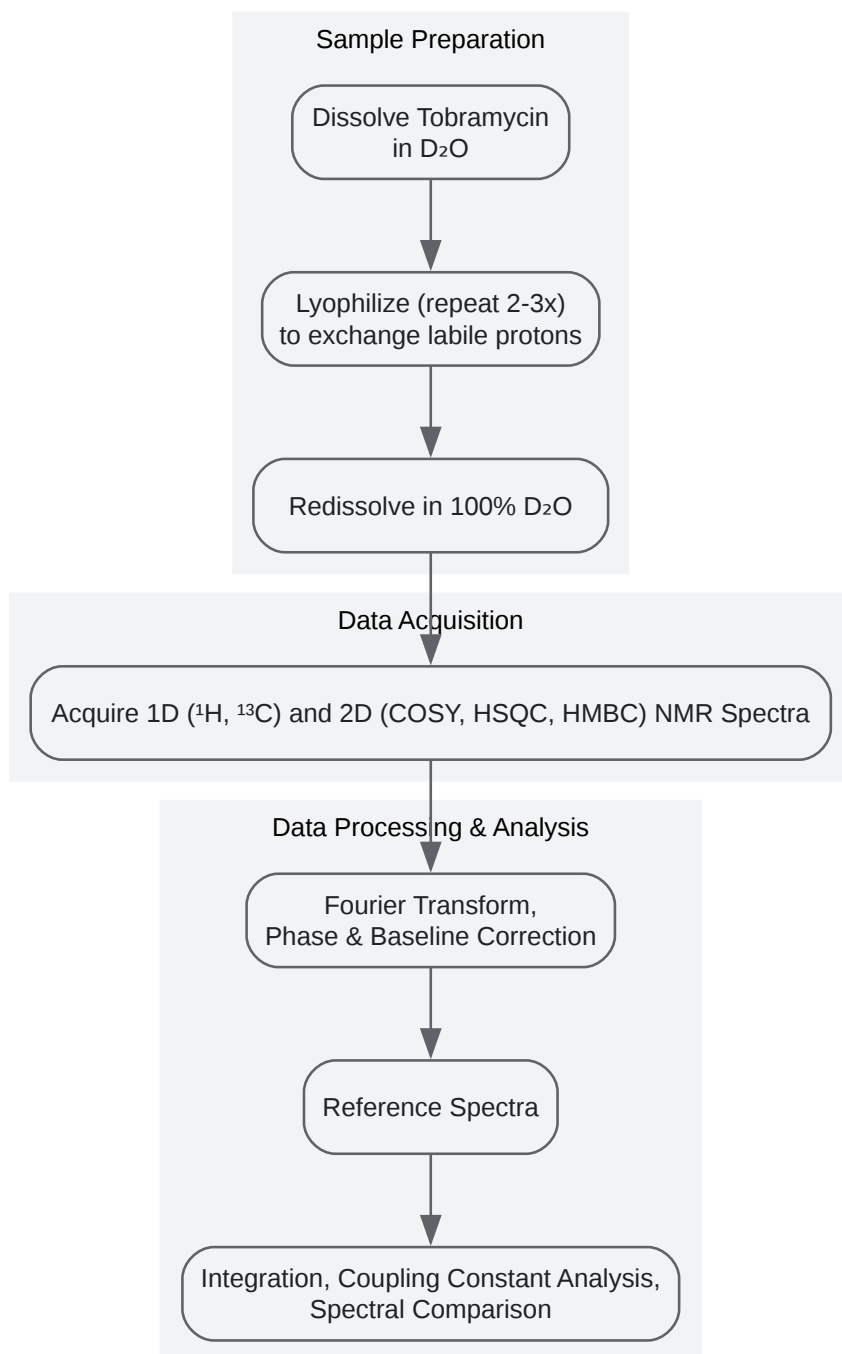 Sample Preparation
Dissolve Tobramycin
in D₂O
Lyophilize (repeat 2-3x)
to exchange labile protons
Redissolve in 100% D₂O
Data Acquisition
Acquire 1D (¹H, ¹³C) and 2D (COSY, HSQC, HMBC) NMR Spectra
Data Processing & Analysis
Fourier Transform,
Phase & Baseline Correction
Reference Spectra
Integration, Coupling Constant Analysis,
Spectral Comparison